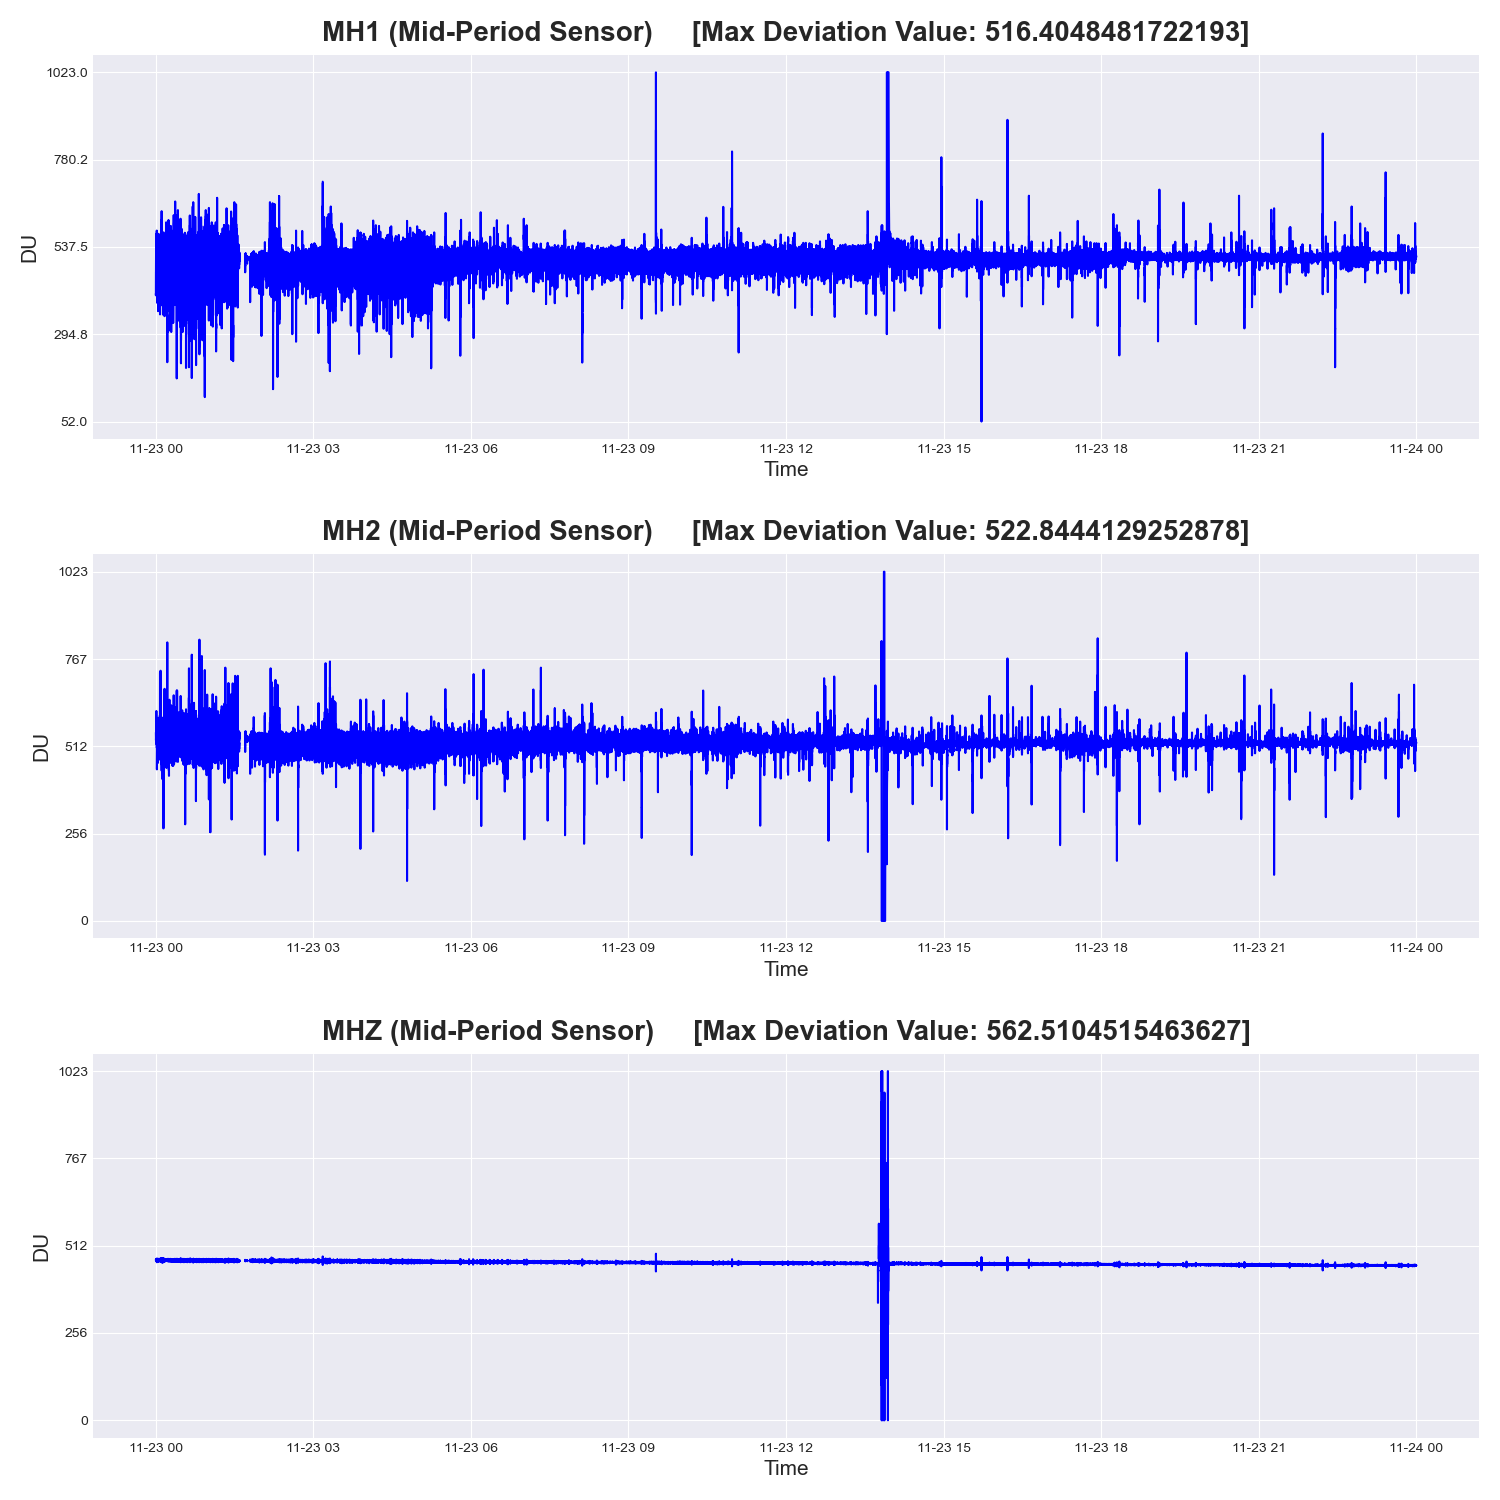 MH1 (Mid-Period Sensor) [Max Deviation Value: 516.4048481722193]
1023.0
780.2
537.5
294.8
52.0
DU
11-23 00 11-23 03 11-23 06 11-23 09 11-23 12 11-23 15 11-23 18 11-23 21 11-24 00
Time
MH2 (Mid-Period Sensor) [Max Deviation Value: 522.8444129252878]
1023
767
512
256
0
DU
11-23 00 11-23 03 11-23 06 11-23 09 11-23 12 11-23 15 11-23 18 11-23 21 11-24 00
Time
MHZ (Mid-Period Sensor) [Max Deviation Value: 562.5104515463627]
1023
767
512
256
0
DU
11-23 00 11-23 03 11-23 06 11-23 09 11-23 12 11-23 15 11-23 18 11-23 21 11-24 00
Time